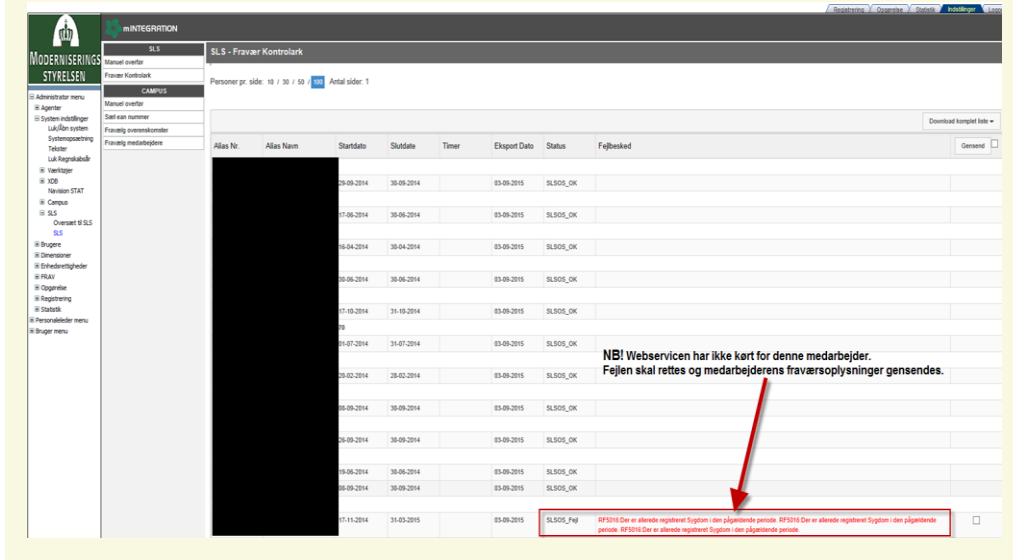 Registrering Opgørelse Statistik Indstillinger
mINTEGRATION
MODERNISERINGS
STYRELSEN
Administrator menu
Agenter
System indstillinger
Luk/Åbn system
Systemopsætning
Tekster
Luk Regnskabsår
Værktøjer
XDB
Navision STAT
Campus
SLS
Oversæt til SLS
SLS
Brugere
Dimensioner
Enhedsrettigheder
FRAV
Opgørelse
Registrering
Statistik
Personaleleder menu
Bruger menu
SLS
Manuel overfør
Fravær Kontrolark
CAMPUS
Manuel overfør
Sæt ean nummer
Fravælg overenskomster
Fravælg medarbejdere
SLS - Fravær Kontrolark
Personer pr. side: 10 / 30 / 50 / 100 Antal sider: 1
Download komplet liste
Alias Nr. Alias Navn Startdato Slutdate Timer Eksport Dato Status Fejlbesked Gensend
29-09-2014 30-09-2014 03-09-2015 SLSOS_OK
17-06-2014 30-06-2014 03-09-2015 SLSOS_OK
16-04-2014 30-04-2014 03-09-2015 SLSOS_OK
30-06-2014 30-06-2014 03-09-2015 SLSOS_OK
17-10-2014 31-10-2014 03-09-2015 SLSOS_OK
70
01-07-2014 31-07-2014 03-09-2015 SLSOS_OK
NB! Webservicen har ikke kørt for denne medarbejder.
Fejlen skal rettes og medarbejderens fraværsoplysninger gensendes.
20-02-2014 28-02-2014 03-09-2015 SLSOS_OK
08-09-2014 30-09-2014 03-09-2015 SLSOS_OK
26-09-2014 30-09-2014 03-09-2015 SLSOS_OK
19-06-2014 30-06-2014 03-09-2015 SLSOS_OK
08-09-2014 30-09-2014 03-09-2015 SLSOS_OK
17-11-2014 31-03-2015 03-09-2015 SLSOS_Fejl RF5016:Der er allerede registreret Sygdom i den pågældende periode. RF5016:Der er allerede registreret Sygdom i den pågældende
periode. RF5016:Der er allerede registreret Sygdom i den pågældende periode.